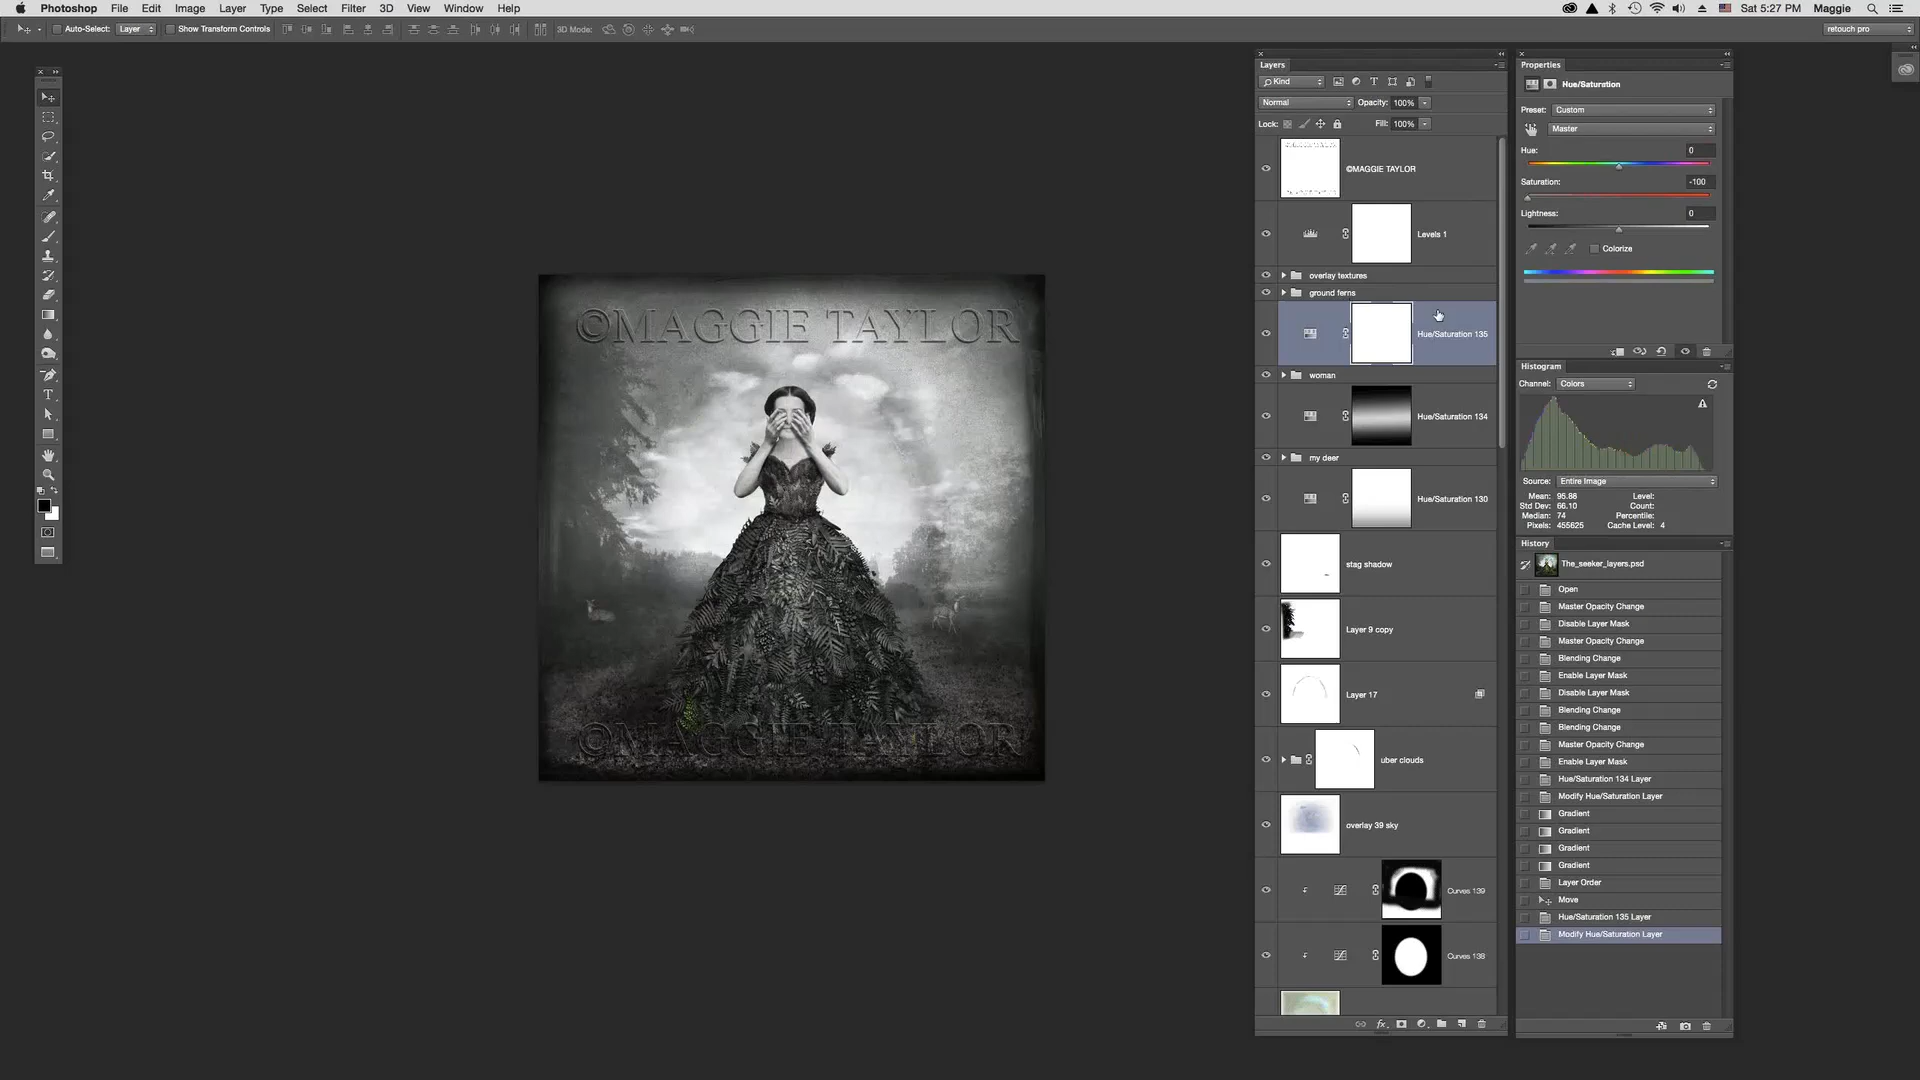 Photoshop File Edit Image Layer Type Select Filter 3D View Window Help
Sat 5:27 PM Maggie
Auto-Select: Layer Show Transform Controls 3D Mode: retouch pro
Layers
Kind
Normal Opacity: 100%
Lock: Fill: 100%
©MAGGIE TAYLOR
Levels 1
overlay textures
ground ferns
Hue/Saturation 135
woman
Hue/Saturation 134
my deer
Hue/Saturation 130
stag shadow
Layer 9 copy
Layer 17
uber clouds
overlay 39 sky
Curves 139
Curves 138
fx
©MAGGIE TAYLOR
©MAGGIE TAYLOR
Properties
Hue/Saturation
Preset: Custom
Master
Hue: 0
Saturation: -100
Lightness: 0
Colorize
Histogram
Channel: Colors
Source: Entire Image
Mean: 95.88 Level:
Std Dev: 66.10 Count:
Median: 74 Percentile:
Pixels: 455625 Cache Level: 4
History
The_seeker_layers.psd
Open
Master Opacity Change
Disable Layer Mask
Master Opacity Change
Blending Change
Enable Layer Mask
Disable Layer Mask
Blending Change
Blending Change
Master Opacity Change
Enable Layer Mask
Hue/Saturation 134 Layer
Modify Hue/Saturation Layer
Gradient
Gradient
Gradient
Gradient
Layer Order
Move
Hue/Saturation 135 Layer
Modify Hue/Saturation Layer